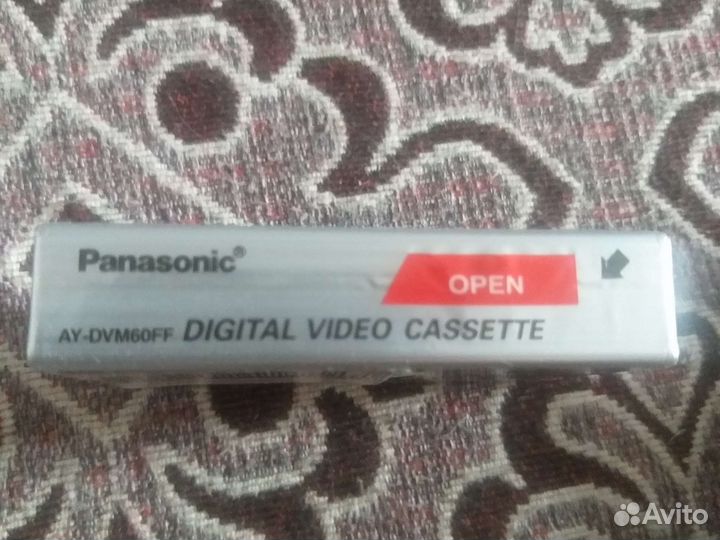 Panasonic®
OPEN
AY-DVM60FF DIGITAL VIDEO CASSETTE
Avito